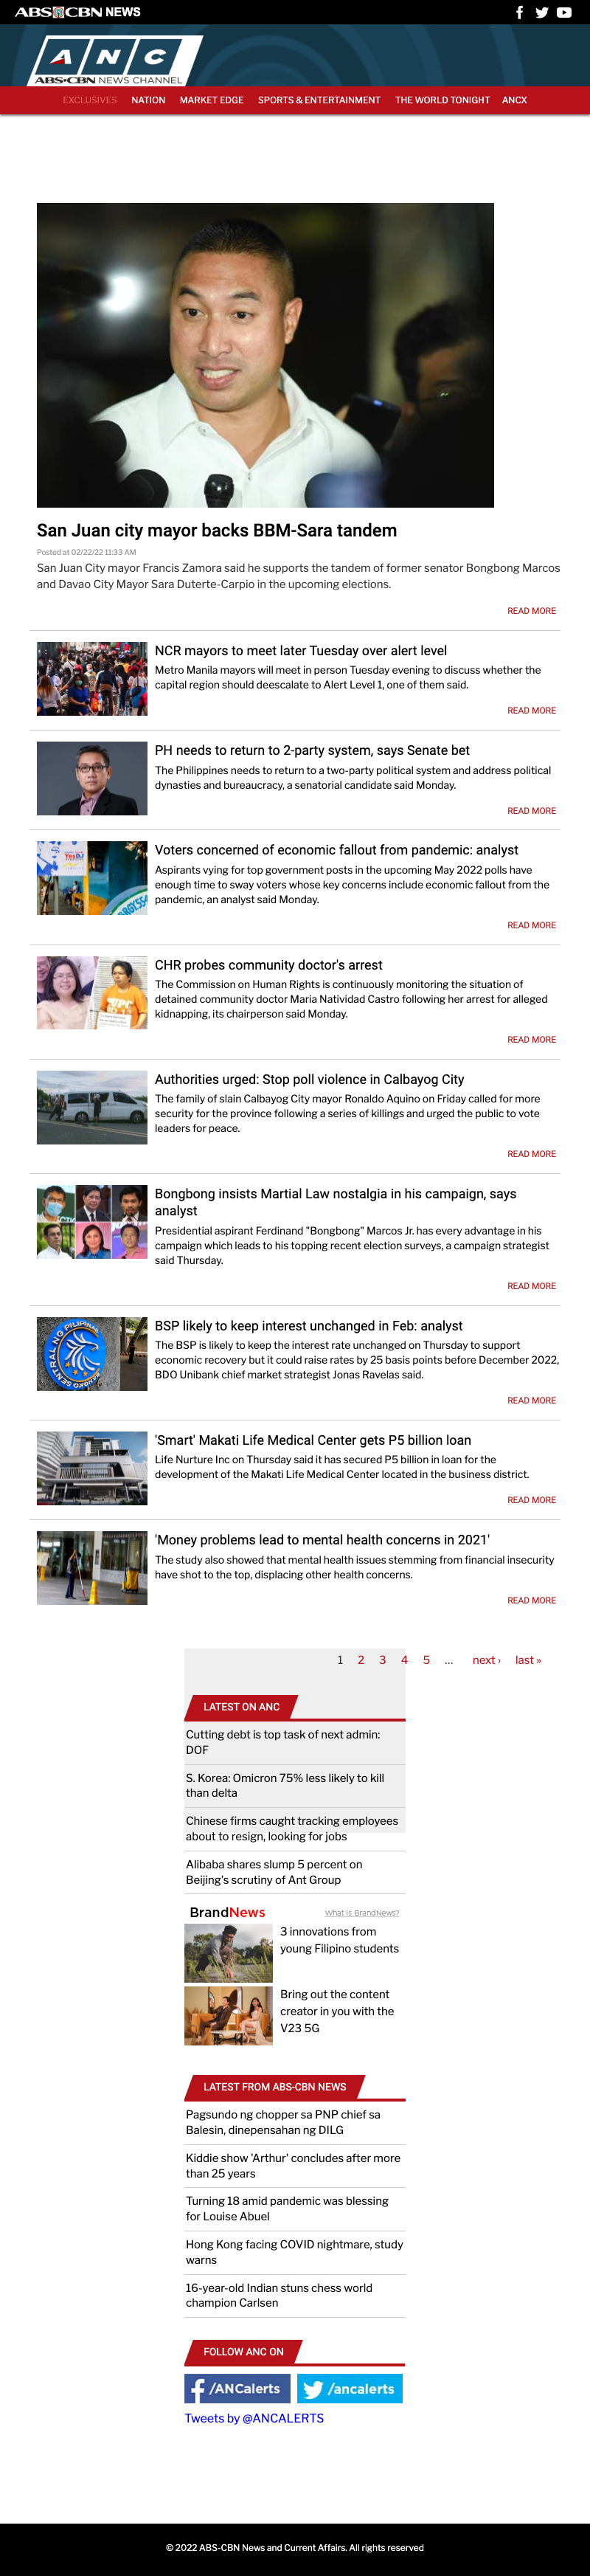 ABS-CBN NEWS
ANC
ABS-CBN NEWS CHANNEL
EXCLUSIVES NATION MARKET EDGE SPORTS & ENTERTAINMENT THE WORLD TONIGHT ANCX
San Juan city mayor backs BBM-Sara tandem
Posted at 02/22/22 11:33 AM
San Juan City mayor Francis Zamora said he supports the tandem of former senator Bongbong Marcos
and Davao City Mayor Sara Duterte-Carpio in the upcoming elections.
READ MORE
NCR mayors to meet later Tuesday over alert level
Metro Manila mayors will meet in person Tuesday evening to discuss whether the
capital region should deescalate to Alert Level 1, one of them said.
READ MORE
PH needs to return to 2-party system, says Senate bet
The Philippines needs to return to a two-party political system and address political
dynasties and bureaucracy, a senatorial candidate said Monday.
READ MORE
Voters concerned of economic fallout from pandemic: analyst
Aspirants vying for top government posts in the upcoming May 2022 polls have
enough time to sway voters whose key concerns include economic fallout from the
pandemic, an analyst said Monday.
READ MORE
CHR probes community doctor's arrest
The Commission on Human Rights is continuously monitoring the situation of
detained community doctor Maria Natividad Castro following her arrest for alleged
kidnapping, its chairperson said Monday.
READ MORE
Authorities urged: Stop poll violence in Calbayog City
The family of slain Calbayog City mayor Ronaldo Aquino on Friday called for more
security for the province following a series of killings and urged the public to vote
leaders for peace.
READ MORE
Bongbong insists Martial Law nostalgia in his campaign, says
analyst
Presidential aspirant Ferdinand "Bongbong" Marcos Jr. has every advantage in his
campaign which leads to his topping recent election surveys, a campaign strategist
said Thursday.
READ MORE
BSP likely to keep interest unchanged in Feb: analyst
The BSP is likely to keep the interest rate unchanged on Thursday to support
economic recovery but it could raise rates by 25 basis points before December 2022,
BDO Unibank chief market strategist Jonas Ravelas said.
READ MORE
'Smart' Makati Life Medical Center gets P5 billion loan
Life Nurture Inc on Thursday said it has secured P5 billion in loan for the
development of the Makati Life Medical Center located in the business district.
READ MORE
'Money problems lead to mental health concerns in 2021'
The study also showed that mental health issues stemming from financial insecurity
have shot to the top, displacing other health concerns.
READ MORE
1 2 3 4 5 … next › last »
LATEST ON ANC
Cutting debt is top task of next admin:
DOF
S. Korea: Omicron 75% less likely to kill
than delta
Chinese firms caught tracking employees
about to resign, looking for jobs
Alibaba shares slump 5 percent on
Beijing's scrutiny of Ant Group
BrandNews What is BrandNews?
3 innovations from
young Filipino students
Bring out the content
creator in you with the
V23 5G
LATEST FROM ABS-CBN NEWS
Pagsundo ng chopper sa PNP chief sa
Balesin, dinepensahan ng DILG
Kiddie show 'Arthur' concludes after more
than 25 years
Turning 18 amid pandemic was blessing
for Louise Abuel
Hong Kong facing COVID nightmare, study
warns
16-year-old Indian stuns chess world
champion Carlsen
FOLLOW ANC ON
/ANCalerts /ancalerts
Tweets by @ANCALERTS
© 2022 ABS-CBN News and Current Affairs. All rights reserved